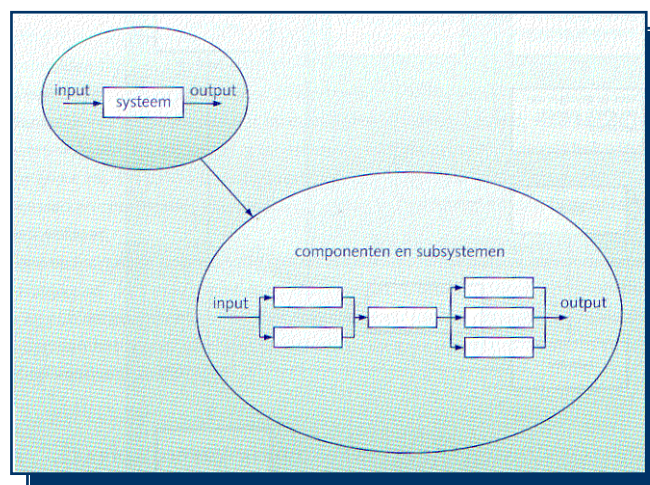 input
output
systeem
componenten en subsystemen
input
output